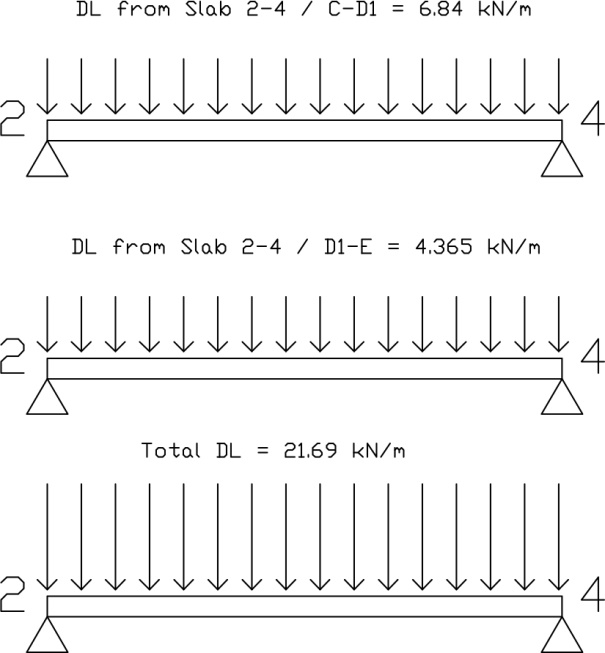 DL from Slab 2-4 / C-D1 = 6.84 kN/m
2 4
DL from Slab 2-4 / D1-E = 4.365 kN/m
2 4
Total DL = 21.69 kN/m
2 4